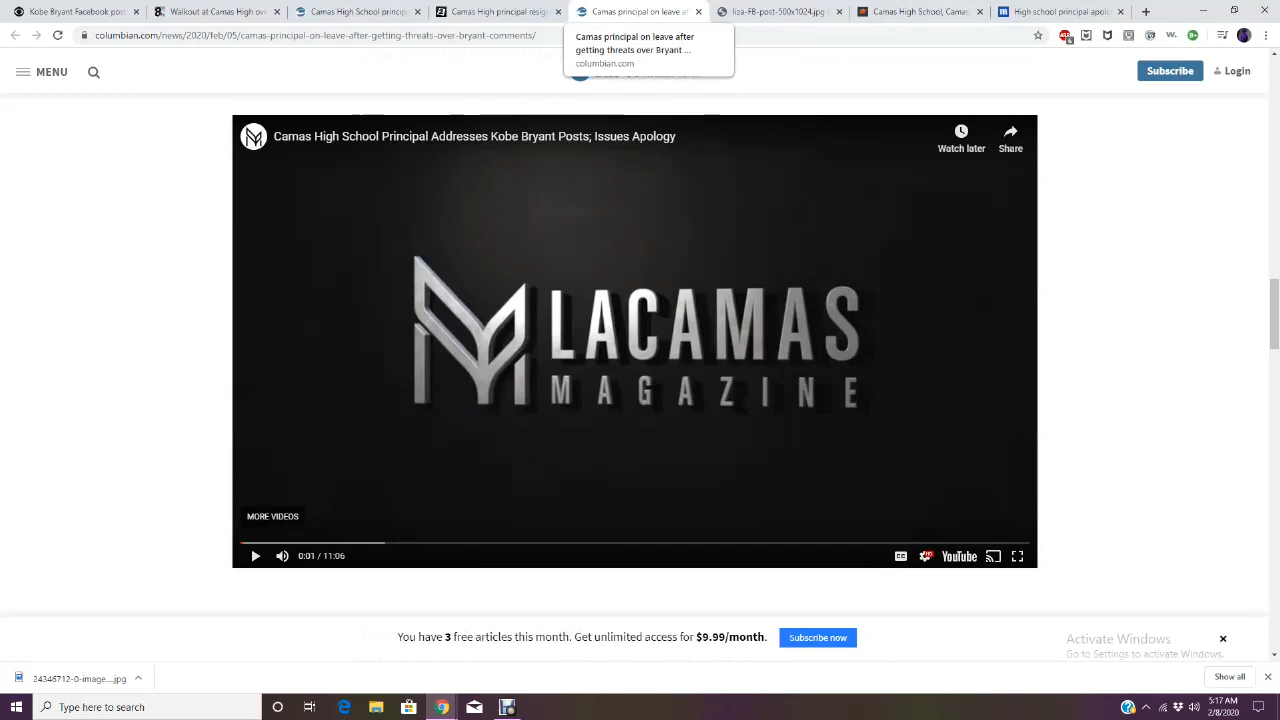 Kobe Bryant Facebook post
Walkout at Camas High ove
Camas High School princip
Camas High principal resig
Camas principal on leave af
liza-FB-post-500x1024.jpg
Camas High School, Camas
High school principal apolo
columbian.com/news/2020/feb/05/camas-principal-on-leave-after-getting-threats-over-bryant-comments/
Camas principal on leave after
getting threats over Bryant ...
columbian.com
MENU
Subscribe
Login
Camas High School Principal Addresses Kobe Bryant Posts; Issues Apology
Watch later
Share
LACAMAS
MAGAZINE
MORE VIDEOS
0:01 / 11:06
CC
HD
YouTube
You have 3 free articles this month. Get unlimited access for $9.99/month.
Subscribe now
Activate Windows
Go to Settings to activate Windows.
24346712-0-image....jpg
Show all
Type here to search
5:17 AM
2/8/2020